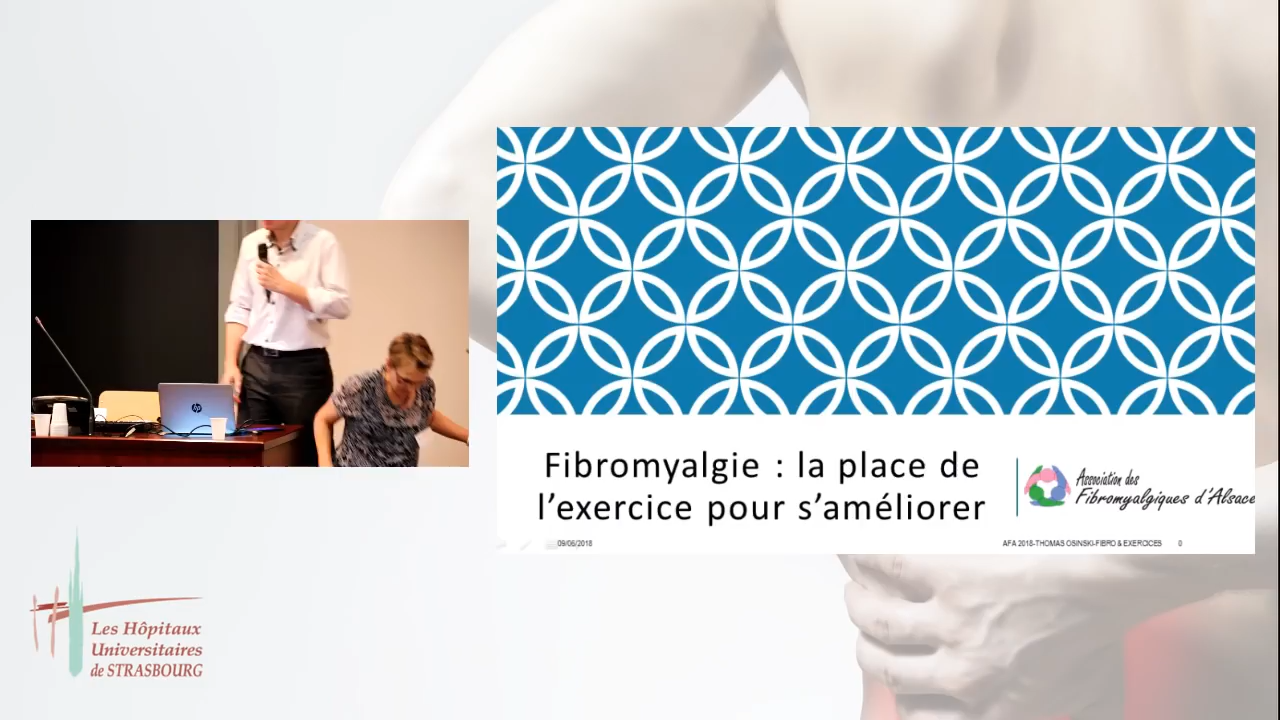 Fibromyalgie : la place de
l’exercice pour s’améliorer
Association des
Fibromyalgiques d’Alsace
09/06/2018
AFA 2018-THOMAS OSINSKI-FIBRO & EXERCICES 0
hp
Les Hôpitaux
Universitaires
de STRASBOURG